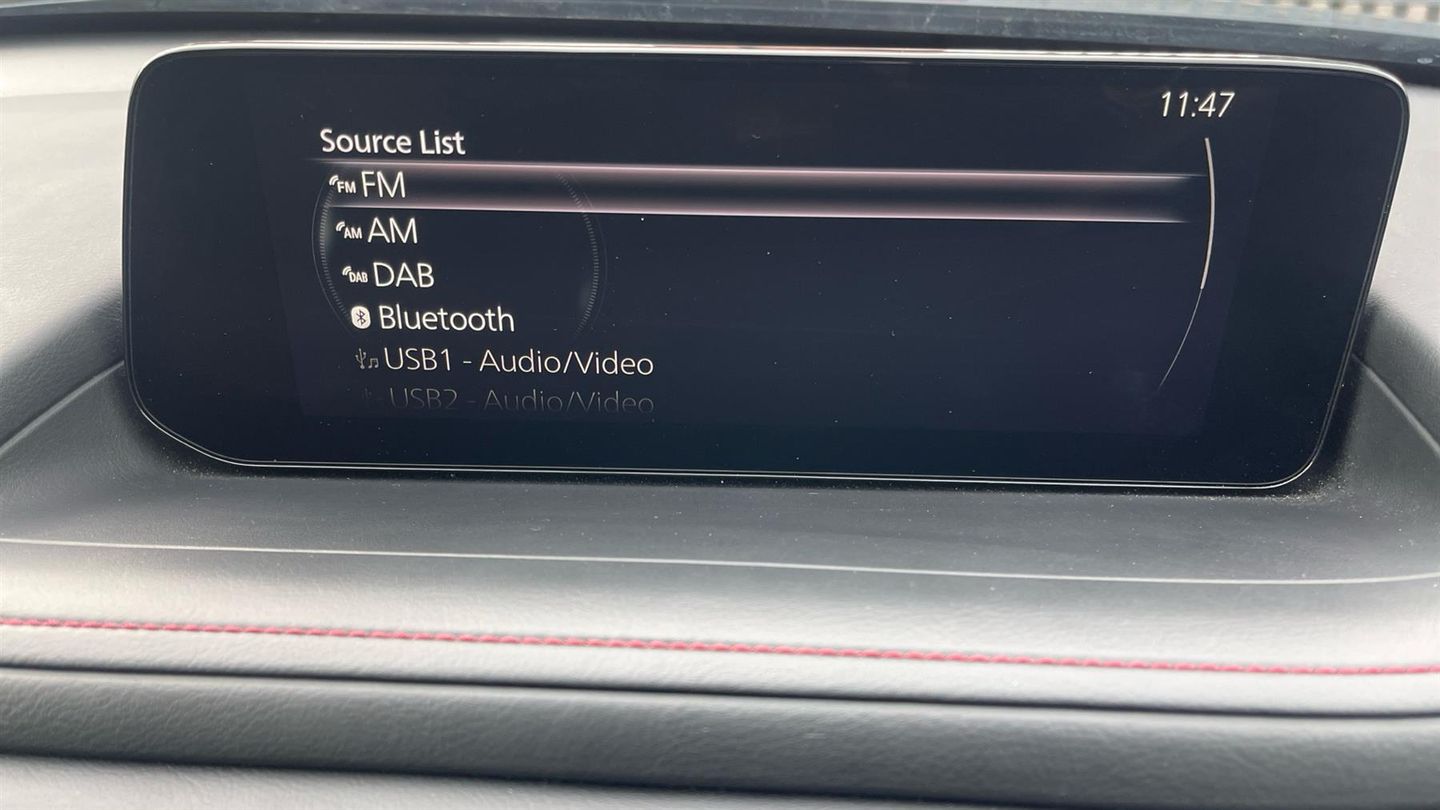 11:47
Source List
FM FM
AM AM
DAB DAB
Bluetooth
USB1 - Audio/Video
USB2 - Audio/Video